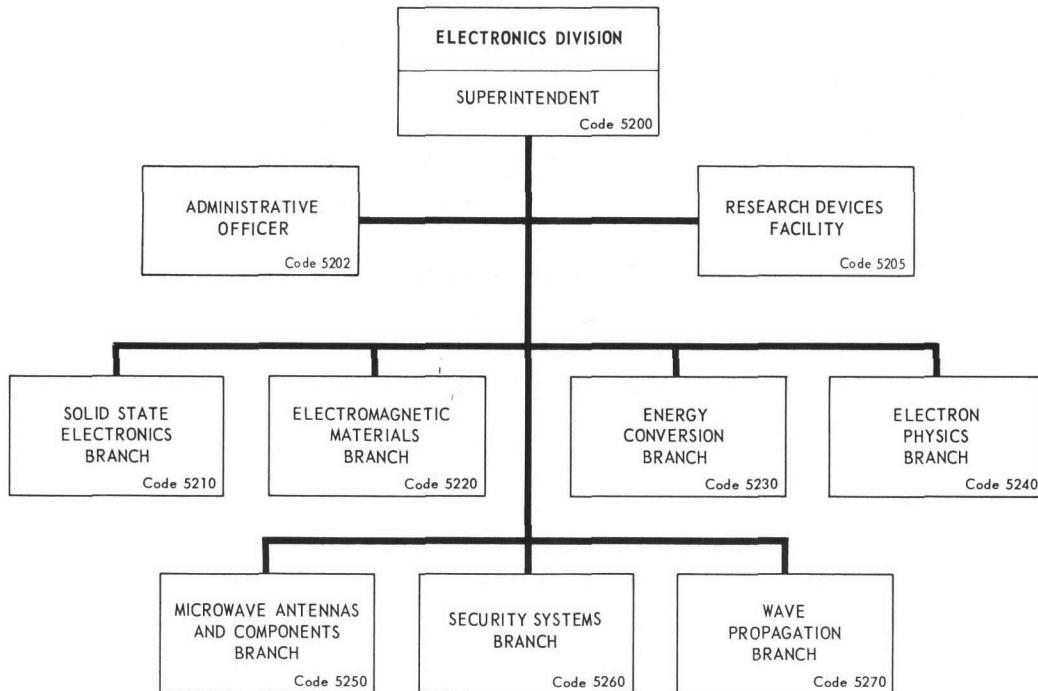 ELECTRONICS DIVISION
SUPERINTENDENT
Code 5200
ADMINISTRATIVE
OFFICER
Code 5202
RESEARCH DEVICES
FACILITY
Code 5205
SOLID STATE
ELECTRONICS
BRANCH
Code 5210
ELECTROMAGNETIC
MATERIALS
BRANCH
Code 5220
ENERGY
CONVERSION
BRANCH
Code 5230
ELECTRON
PHYSICS
BRANCH
Code 5240
MICROWAVE ANTENNAS
AND COMPONENTS
BRANCH
Code 5250
SECURITY SYSTEMS
BRANCH
Code 5260
WAVE
PROPAGATION
BRANCH
Code 5270